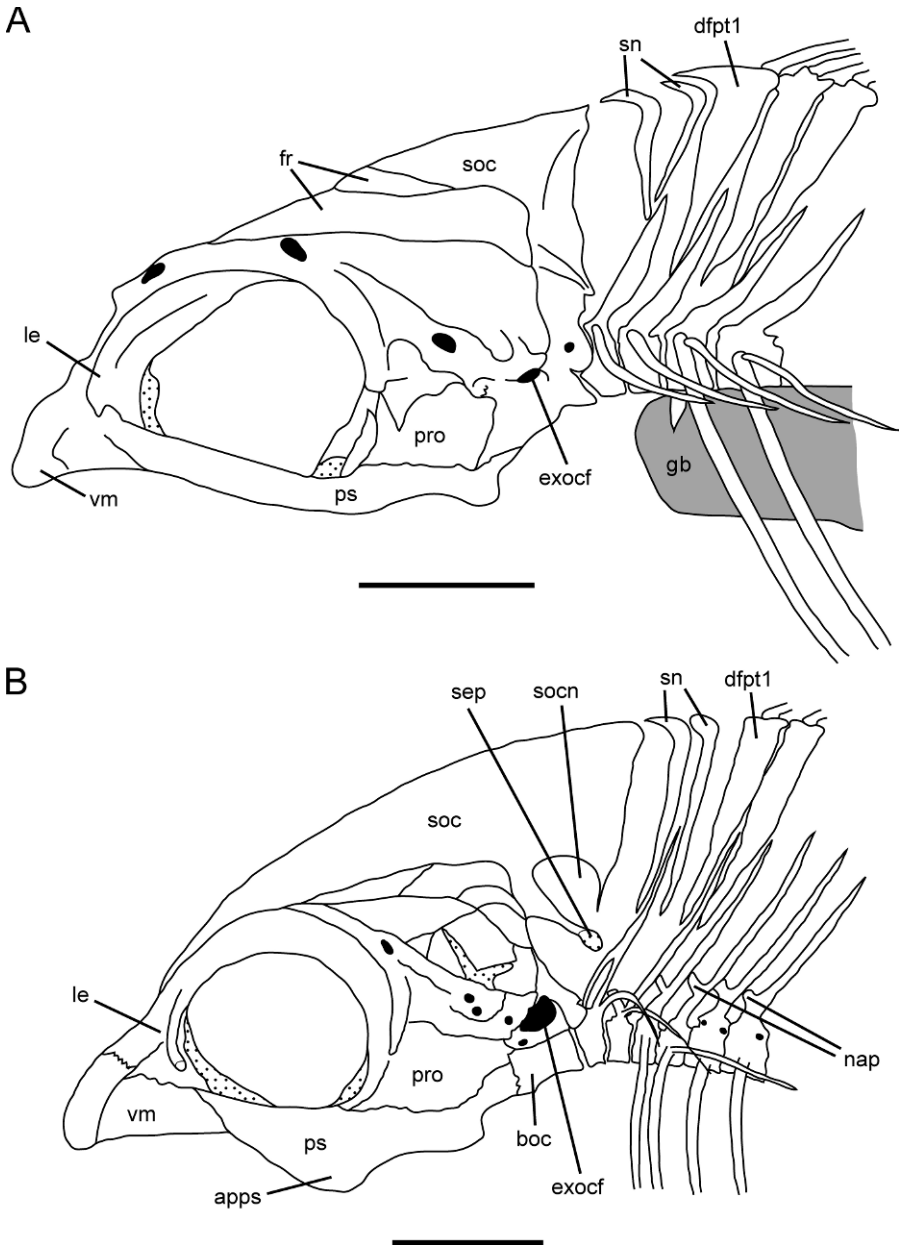 A
dfpt1
sn
fr
soc
le
pro
gb
exocf
ps
vm
B
sep
socn
sn
dfpt1
soc
le
nap
pro
vm
boc
ps
apps
exocf